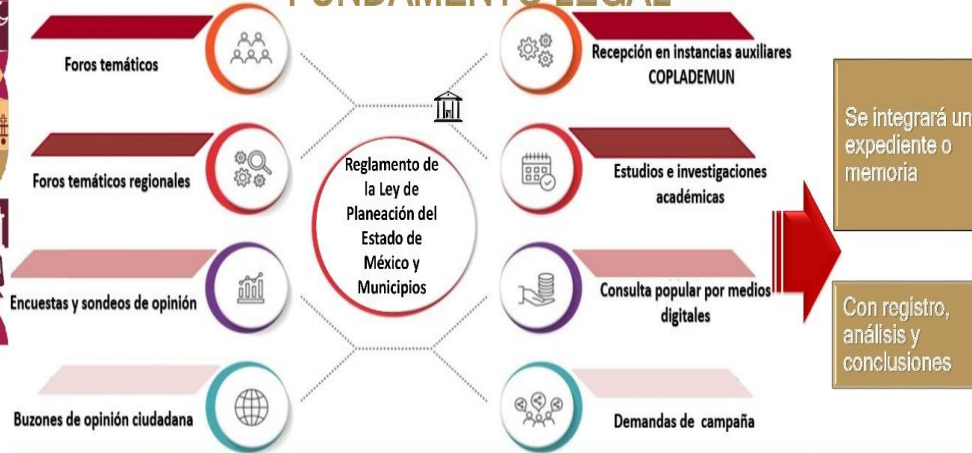 FUNDAMENTO LEGAL
Foros temáticos
Foros temáticos regionales
Encuestas y sondeos de opinión
Buzones de opinión ciudadana
Reglamento de
la Ley de
Planeación del
Estado de
México y
Municipios
Recepción en instancias auxiliares
COPLADEMUN
Estudios e investigaciones
académicas
Consulta popular por medios
digitales
Demandas de campaña
Se integrará un
expediente o
memoria
Con registro,
análisis y
conclusiones